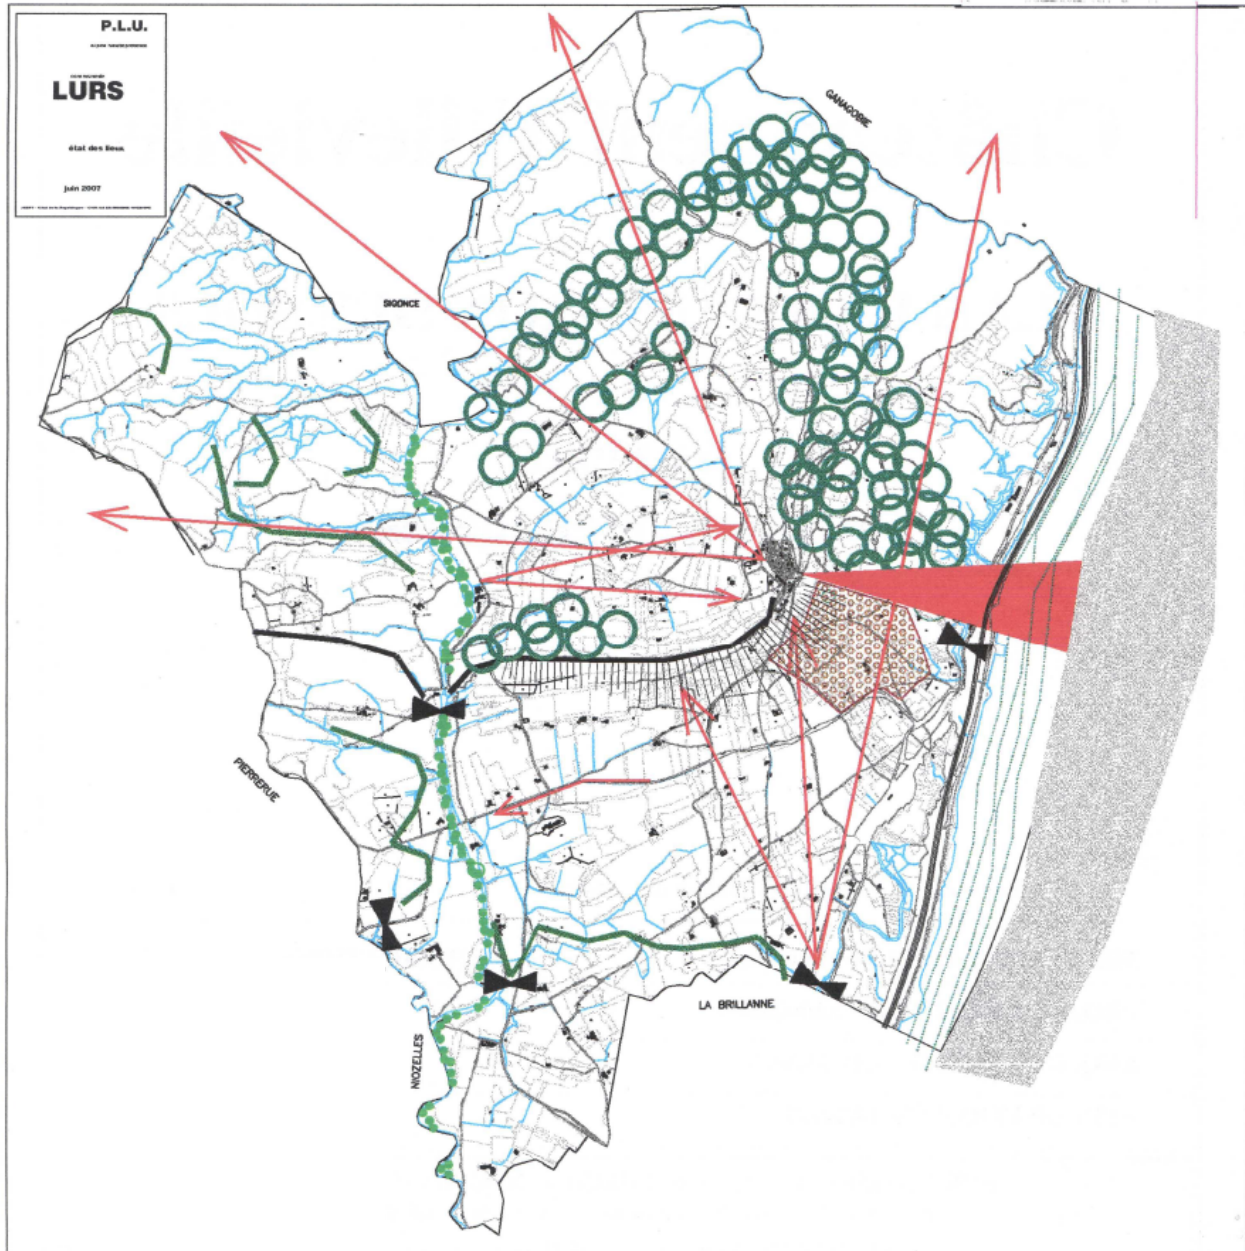 P.L.U.
LURS
état des lieux
juin 2007
GANAGOBIE
SIGONCE
PIERRERUE
LA BRILLANNE
NIOZELLES